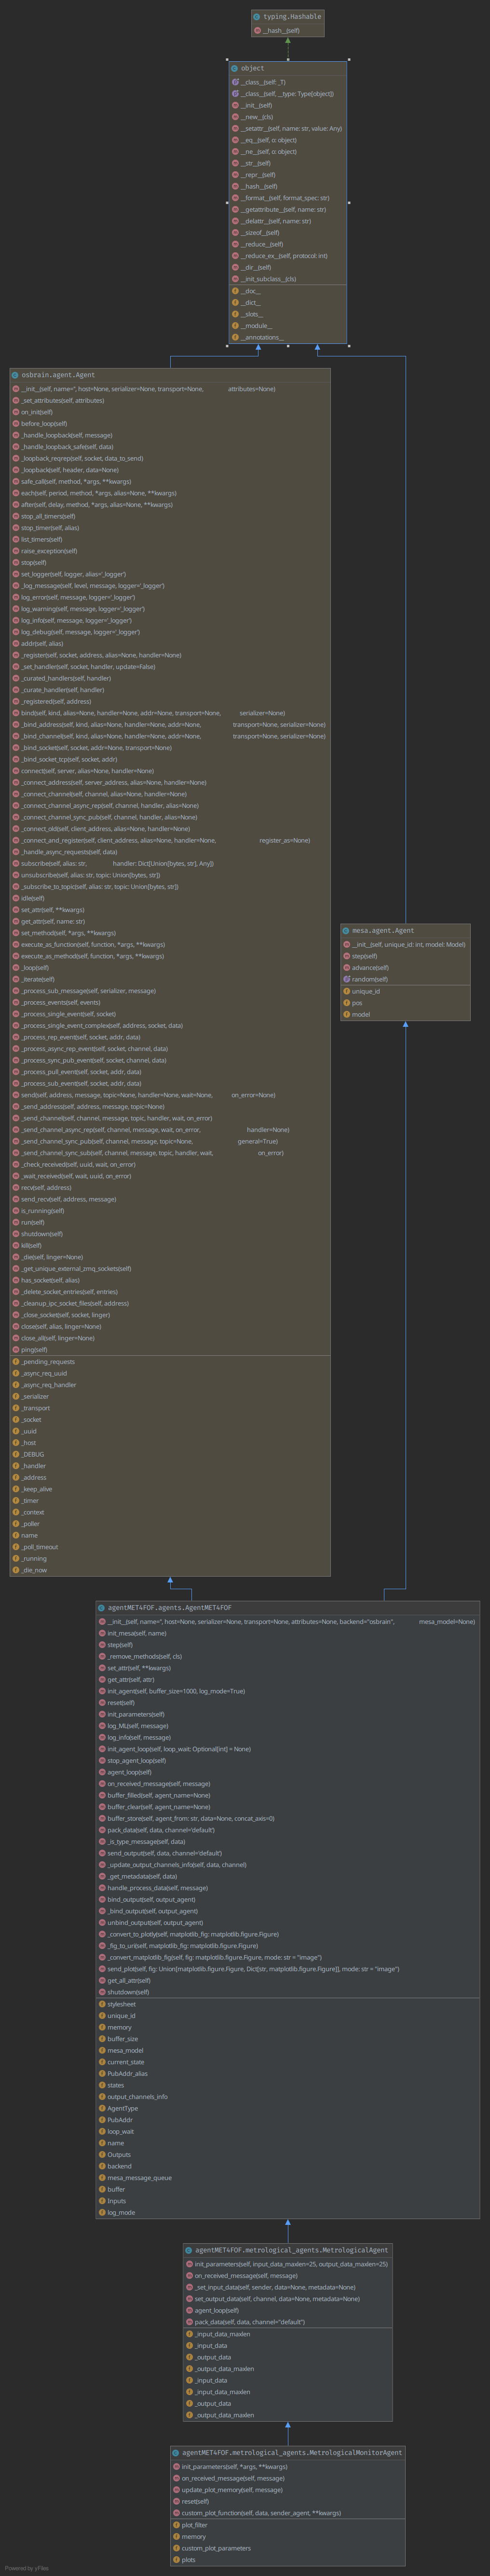 typing.Hashable
__hash__(self)
object
__class__(self: _T)
__class__(self, __type: Type[object])
__init__(self)
__new__(cls)
__setattr__(self, name: str, value: Any)
__eq__(self, o: object)
__ne__(self, o: object)
__str__(self)
__repr__(self)
__hash__(self)
__format__(self, format_spec: str)
__getattribute__(self, name: str)
__delattr__(self, name: str)
__sizeof__(self)
__reduce__(self)
__reduce_ex__(self, protocol: int)
__dir__(self)
__init_subclass__(cls)
__doc__
__dict__
__slots__
__module__
__annotations__
osbrain.agent.Agent
__init__(self, name='', host=None, serializer=None, transport=None, attributes=None)
_set_attributes(self, attributes)
on_init(self)
before_loop(self)
_handle_loopback(self, message)
_handle_loopback_safe(self, data)
_loopback_reqrep(self, socket, data_to_send)
_loopback(self, header, data=None)
safe_call(self, method, *args, **kwargs)
each(self, period, method, *args, alias=None, **kwargs)
after(self, delay, method, *args, alias=None, **kwargs)
stop_all_timers(self)
stop_timer(self, alias)
list_timers(self)
raise_exception(self)
stop(self)
set_logger(self, logger, alias='_logger')
_log_message(self, level, message, logger='_logger')
log_error(self, message, logger='_logger')
log_warning(self, message, logger='_logger')
log_info(self, message, logger='_logger')
log_debug(self, message, logger='_logger')
addr(self, alias)
_register(self, socket, address, alias=None, handler=None)
_set_handler(self, socket, handler, update=False)
_curated_handlers(self, handler)
_curate_handler(self, handler)
_registered(self, address)
bind(self, kind, alias=None, handler=None, addr=None, transport=None, serializer=None)
_bind_address(self, kind, alias=None, handler=None, addr=None, transport=None, serializer=None)
_bind_channel(self, kind, alias=None, handler=None, addr=None, transport=None, serializer=None)
_bind_socket(self, socket, addr=None, transport=None)
_bind_socket_tcp(self, socket, addr)
connect(self, server, alias=None, handler=None)
_connect_address(self, server_address, alias=None, handler=None)
_connect_channel(self, channel, alias=None, handler=None)
_connect_channel_async_rep(self, channel, handler, alias=None)
_connect_channel_sync_pub(self, channel, handler, alias=None)
_connect_old(self, client_address, alias=None, handler=None)
_connect_and_register(self, client_address, alias=None, handler=None, register_as=None)
_handle_async_requests(self, data)
subscribe(self, alias: str, handler: Dict[Union[bytes, str], Any])
unsubscribe(self, alias: str, topic: Union[bytes, str])
_subscribe_to_topic(self, alias: str, topic: Union[bytes, str])
idle(self)
set_attr(self, **kwargs)
get_attr(self, name: str)
set_method(self, *args, **kwargs)
execute_as_function(self, function, *args, **kwargs)
execute_as_method(self, function, *args, **kwargs)
_loop(self)
_iterate(self)
_process_sub_message(self, serializer, message)
_process_events(self, events)
_process_single_event(self, socket)
_process_single_event_complex(self, address, socket, data)
_process_rep_event(self, socket, addr, data)
_process_async_rep_event(self, socket, channel, data)
_process_sync_pub_event(self, socket, channel, data)
_process_pull_event(self, socket, addr, data)
_process_sub_event(self, socket, addr, data)
send(self, address, message, topic=None, handler=None, wait=None, on_error=None)
_send_address(self, address, message, topic=None)
_send_channel(self, channel, message, topic, handler, wait, on_error)
_send_channel_async_rep(self, channel, message, wait, on_error, handler=None)
_send_channel_sync_pub(self, channel, message, topic=None, general=True)
_send_channel_sync_sub(self, channel, message, topic, handler, wait, on_error)
_check_received(self, uuid, wait, on_error)
_wait_received(self, wait, uuid, on_error)
recv(self, address)
send_recv(self, address, message)
is_running(self)
run(self)
shutdown(self)
kill(self)
_die(self, linger=None)
_get_unique_external_zmq_sockets(self)
has_socket(self, alias)
_delete_socket_entries(self, entries)
_cleanup_ipc_socket_files(self, address)
_close_socket(self, socket, linger)
close(self, alias, linger=None)
close_all(self, linger=None)
ping(self)
_pending_requests
_async_req_uuid
_async_req_handler
_serializer
_transport
_socket
_uuid
_host
_DEBUG
_handler
_address
_keep_alive
_timer
_context
_poller
name
_poll_timeout
_running
_die_now
mesa.agent.Agent
__init__(self, unique_id: int, model: Model)
step(self)
advance(self)
random(self)
unique_id
pos
model
agentMET4FOF.agents.AgentMET4FOF
__init__(self, name='', host=None, serializer=None, transport=None, attributes=None, backend="osbrain", mesa_model=None)
init_mesa(self, name)
step(self)
_remove_methods(self, cls)
set_attr(self, **kwargs)
get_attr(self, attr)
init_agent(self, buffer_size=1000, log_mode=True)
reset(self)
init_parameters(self)
log_ML(self, message)
log_info(self, message)
init_agent_loop(self, loop_wait: Optional[int] = None)
stop_agent_loop(self)
agent_loop(self)
on_received_message(self, message)
buffer_filled(self, agent_name=None)
buffer_clear(self, agent_name=None)
buffer_store(self, agent_from: str, data=None, concat_axis=0)
pack_data(self, data, channel='default')
_is_type_message(self, data)
send_output(self, data, channel='default')
_update_output_channels_info(self, data, channel)
_get_metadata(self, data)
handle_process_data(self, message)
bind_output(self, output_agent)
_bind_output(self, output_agent)
unbind_output(self, output_agent)
_convert_to_plotly(self, matplotlib_fig: matplotlib.figure.Figure)
_fig_to_uri(self, matplotlib_fig: matplotlib.figure.Figure)
_convert_matplotlib_fig(self, fig: matplotlib.figure.Figure, mode: str = "image")
send_plot(self, fig: Union[matplotlib.figure.Figure, Dict[str, matplotlib.figure.Figure]], mode: str = "image")
get_all_attr(self)
shutdown(self)
stylesheet
unique_id
memory
buffer_size
mesa_model
current_state
PubAddr_alias
states
output_channels_info
AgentType
PubAddr
loop_wait
name
Outputs
backend
mesa_message_queue
buffer
Inputs
log_mode
agentMET4FOF.metrological_agents.MetrologicalAgent
init_parameters(self, input_data_maxlen=25, output_data_maxlen=25)
on_received_message(self, message)
_set_input_data(self, sender, data=None, metadata=None)
set_output_data(self, channel, data=None, metadata=None)
agent_loop(self)
pack_data(self, data, channel="default")
_input_data_maxlen
_input_data
_output_data
_output_data_maxlen
_input_data
_input_data_maxlen
_output_data
_output_data_maxlen
agentMET4FOF.metrological_agents.MetrologicalMonitorAgent
init_parameters(self, *args, **kwargs)
on_received_message(self, message)
update_plot_memory(self, message)
reset(self)
custom_plot_function(self, data, sender_agent, **kwargs)
plot_filter
memory
custom_plot_parameters
plots
Powered by yFiles